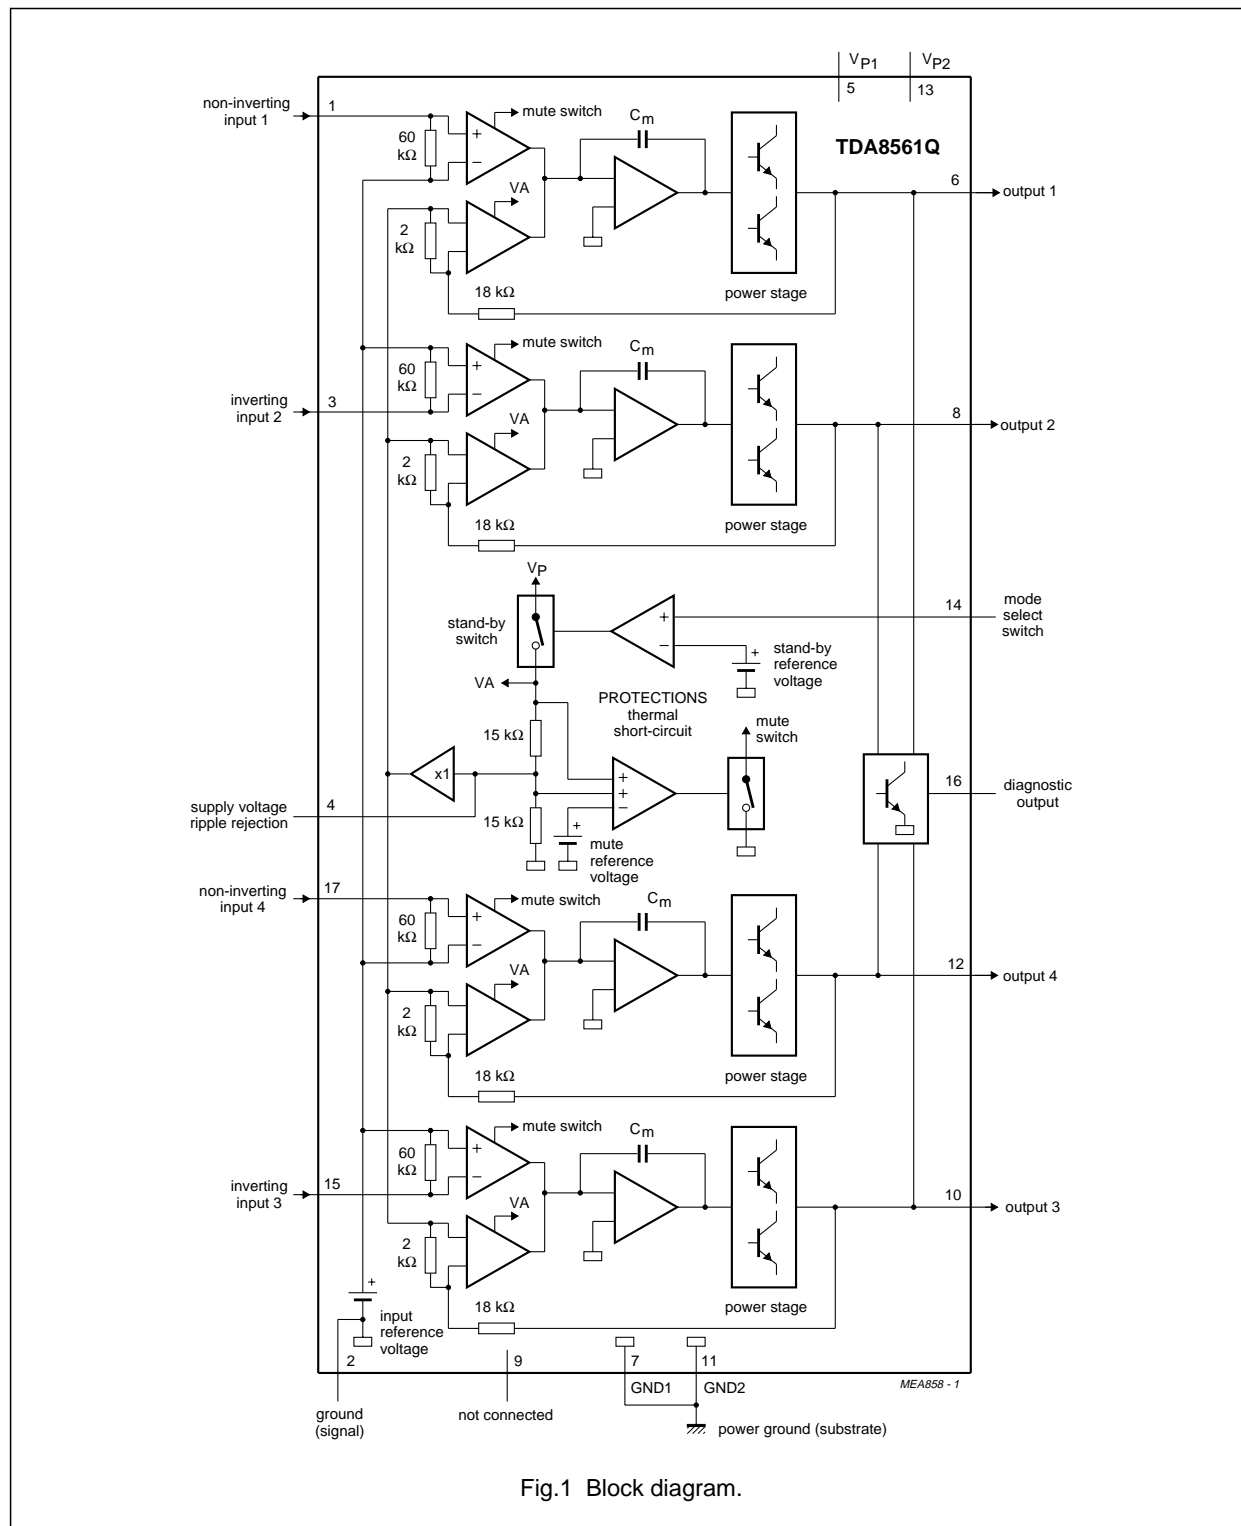 VP1
VP2
5
13
TDA8561Q
non-inverting
input 1
1
mute switch
60
kΩ
+
−
Cm
VA
2
kΩ
6
output 1
18 kΩ
power stage
mute switch
60
kΩ
+
−
Cm
inverting
input 2
3
VA
2
kΩ
8
output 2
18 kΩ
power stage
VP
stand-by
switch
+
−
14
mode
select
switch
+
stand-by
reference
voltage
VA
PROTECTIONS
thermal
short-circuit
15 kΩ
mute
switch
x1
+
+
−
16
diagnostic
output
supply voltage
ripple rejection
4
15 kΩ
+
mute
reference
voltage
non-inverting
input 4
17
mute switch
60
kΩ
+
−
Cm
VA
2
kΩ
12
output 4
18 kΩ
power stage
mute switch
60
kΩ
+
−
Cm
inverting
input 3
15
VA
2
kΩ
10
output 3
18 kΩ
power stage
+
input
reference
voltage
2
9
7
11
GND1
GND2
MEA858 - 1
ground
(signal)
not connected
power ground (substrate)
Fig.1 Block diagram.